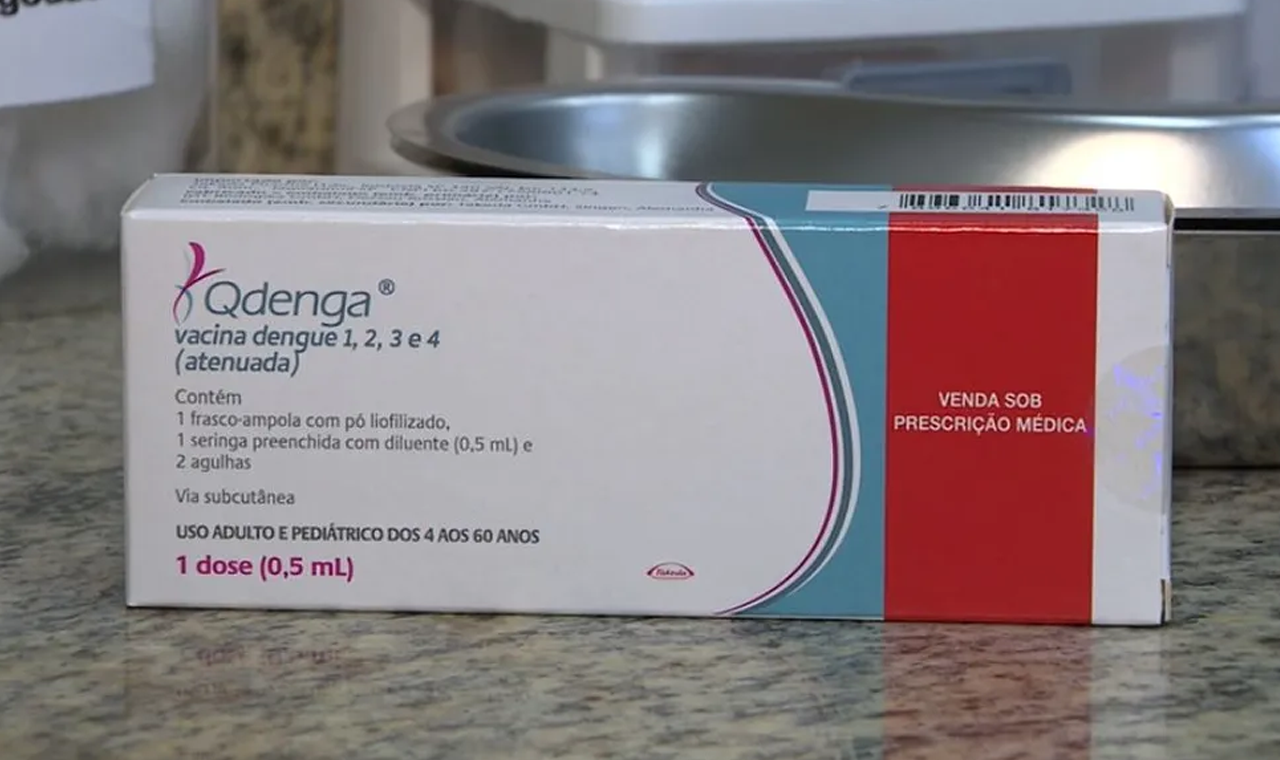 Qdenga®
vacina dengue 1, 2, 3 e 4
(atenuada)
Contém
1 frasco-ampola com pó liofilizado,
1 seringa preenchida com diluente (0,5 mL) e
2 agulhas
Via subcutânea
USO ADULTO E PEDIÁTRICO DOS 4 AOS 60 ANOS
1 dose (0,5 mL)
Takeda
VENDA SOB
PRESCRIÇÃO MÉDICA